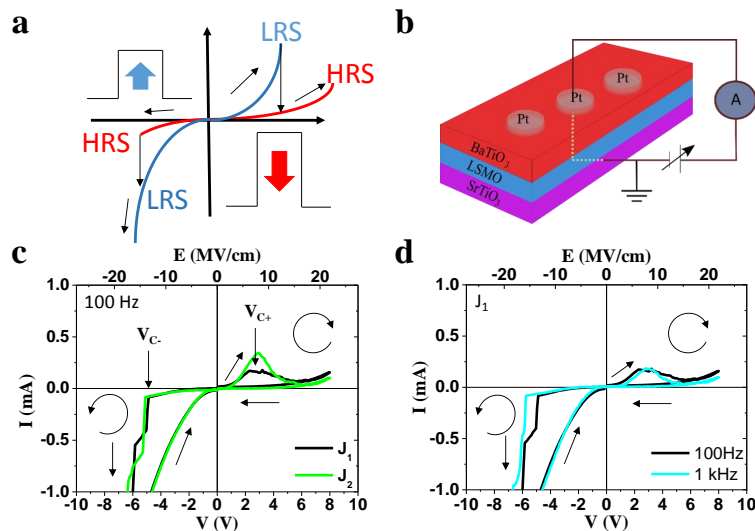 a
LRS
HRS
HRS
LRS
b
Pt
Pt
Pt
A
BaTiO3
LSMO
SrTiO3
c
E (MV/cm)
-20 -10 0 10 20
100 Hz
VC-
VC+
I (mA)
1.0
0.5
0.0
-0.5
-1.0
J1
J2
-8 -6 -4 -2 0 2 4 6 8 10
V (V)
d
E (MV/cm)
-20 -10 0 10 20
J1
I (mA)
1.0
0.5
0.0
-0.5
-1.0
100Hz
1 kHz
-8 -6 -4 -2 0 2 4 6 8 10
V (V)